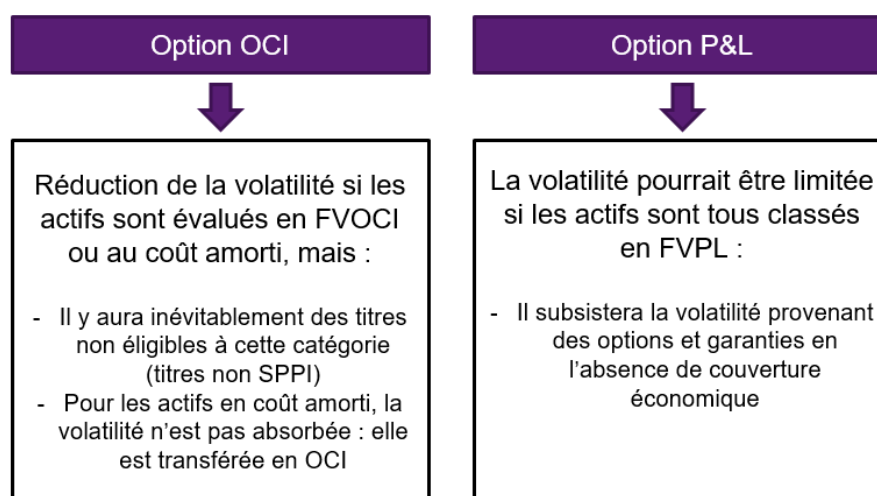 Option OCI
Réduction de la volatilité si les
actifs sont évalués en FVOCI
ou au coût amorti, mais :
- Il y aura inévitablement des titres
non éligibles à cette catégorie
(titres non SPPI)
- Pour les actifs en coût amorti, la
volatilité n'est pas absorbée : elle
est transférée en OCI
Option P&L
La volatilité pourrait être limitée
si les actifs sont tous classés
en FVPL :
- Il subsistera la volatilité provenant
des options et garanties en
l'absence de couverture
économique